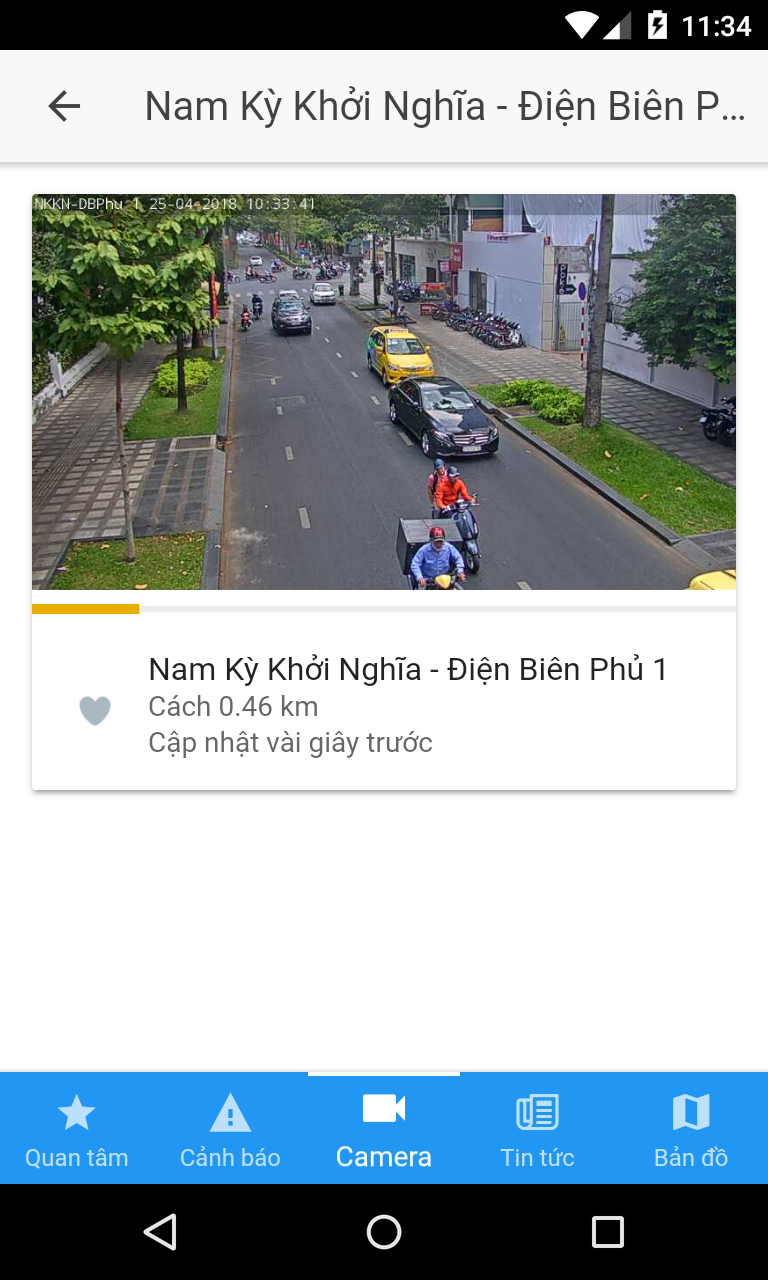 11:34
Nam Kỳ Khởi Nghĩa - Điện Biên P...
NKKN-DBPhu 1 25-04-2018 10:33:41
Nam Kỳ Khởi Nghĩa - Điện Biên Phủ 1
Cách 0.46 km
Cập nhật vài giây trước
Quan tâm
Cảnh báo
Camera
Tin tức
Bản đồ